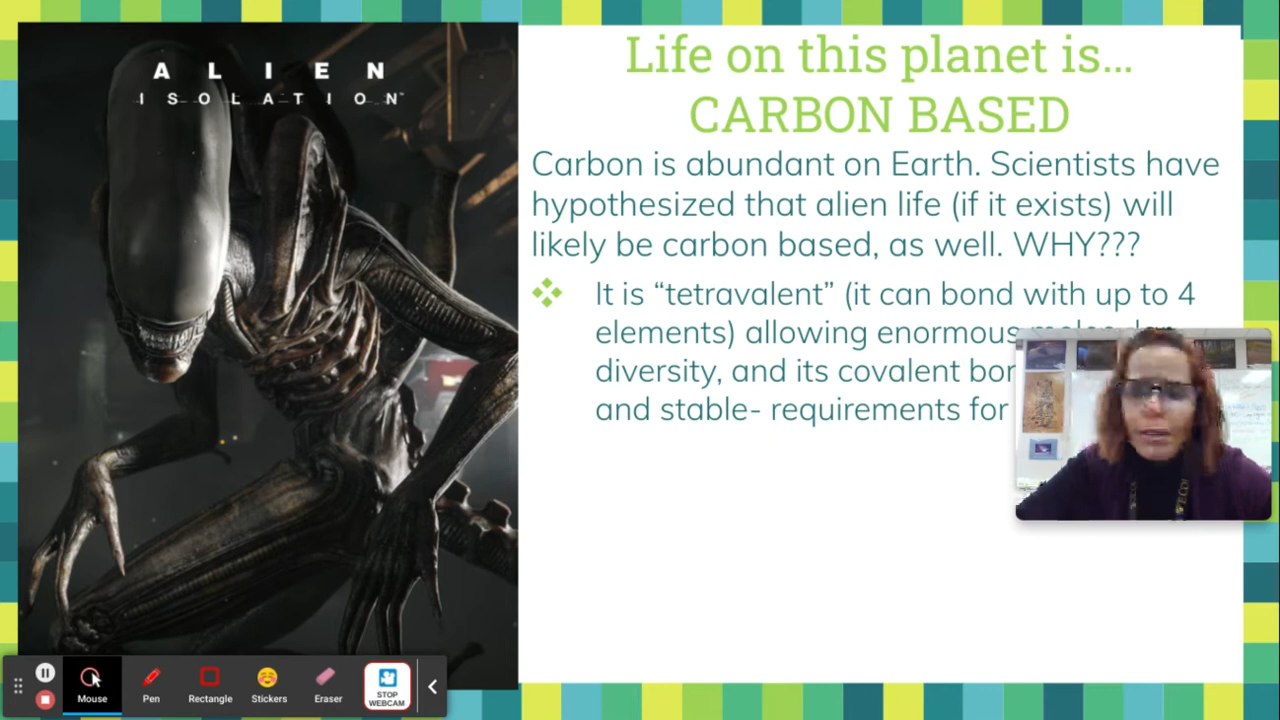 ALIEN
ISOLATION™
Life on this planet is...
CARBON BASED
Carbon is abundant on Earth. Scientists have
hypothesized that alien life (if it exists) will
likely be carbon based, as well. WHY???
It is “tetravalent” (it can bond with up to 4
elements) allowing enormous
diversity, and its covalent
and stable- requirements for
Mouse
Pen
Rectangle
Stickers
Eraser
STOP
WEBCAM